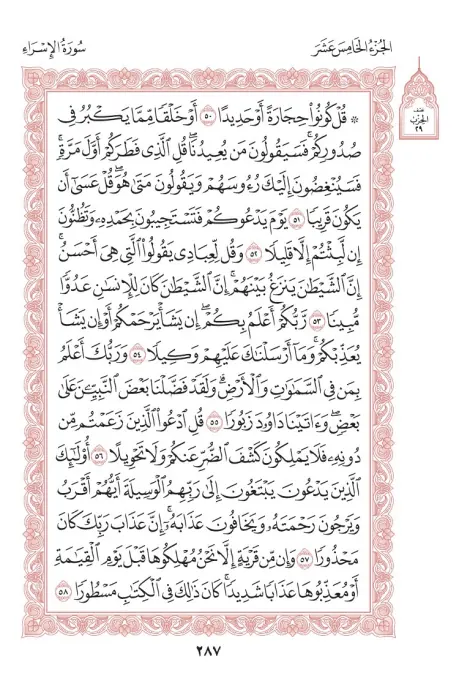 الجزء الخامس عشر
سورة الإسراء
نصف
الحزب
٢٩
۞ قُلْ كُونُوا۟ حِجَارَةً أَوْ حَدِيدًا ٥٠ أَوْ خَلْقًا مِّمَّا يَكْبُرُ فِى
صُدُورِكُمْ ۚ فَسَيَقُولُونَ مَن يُعِيدُنَا ۖ قُلِ ٱلَّذِى فَطَرَكُمْ أَوَّلَ مَرَّةٍ ۚ
فَسَيُنْغِضُونَ إِلَيْكَ رُءُوسَهُمْ وَيَقُولُونَ مَتَىٰ هُوَ ۖ قُلْ عَسَىٰٓ أَن
يَكُونَ قَرِيبًا ٥١ يَوْمَ يَدْعُوكُمْ فَتَسْتَجِيبُونَ بِحَمْدِهِۦ وَتَظُنُّونَ
إِن لَّبِثْتُمْ إِلَّا قَلِيلًا ٥٢ وَقُل لِّعِبَادِى يَقُولُوا۟ ٱلَّتِى هِىَ أَحْسَنُ ۚ
إِنَّ ٱلشَّيْطَٰنَ يَنزَغُ بَيْنَهُمْ ۚ إِنَّ ٱلشَّيْطَٰنَ كَانَ لِلْإِنسَٰنِ عَدُوًّا
مُّبِينًا ٥٣ رَّبُّكُمْ أَعْلَمُ بِكُمْ ۖ إِن يَشَأْ يَرْحَمْكُمْ أَوْ إِن يَشَأْ
يُعَذِّبْكُمْ ۚ وَمَآ أَرْسَلْنَٰكَ عَلَيْهِمْ وَكِيلًا ٥٤ وَرَبُّكَ أَعْلَمُ
بِمَن فِى ٱلسَّمَٰوَٰتِ وَٱلْأَرْضِ ۗ وَلَقَدْ فَضَّلْنَا بَعْضَ ٱلنَّبِيِّۦنَ عَلَىٰ
بَعْضٍ ۖ وَءَاتَيْنَا دَاوُۥدَ زَبُورًا ٥٥ قُلِ ٱدْعُوا۟ ٱلَّذِينَ زَعَمْتُم مِّن
دُونِهِۦ فَلَا يَمْلِكُونَ كَشْفَ ٱلضُّرِّ عَنكُمْ وَلَا تَحْوِيلًا ٥٦ أُو۟لَٰٓئِكَ
ٱلَّذِينَ يَدْعُونَ يَبْتَغُونَ إِلَىٰ رَبِّهِمُ ٱلْوَسِيلَةَ أَيُّهُمْ أَقْرَبُ
وَيَرْجُونَ رَحْمَتَهُۥ وَيَخَافُونَ عَذَابَهُۥٓ ۚ إِنَّ عَذَابَ رَبِّكَ كَانَ
مَحْذُورًا ٥٧ وَإِن مِّن قَرْيَةٍ إِلَّا نَحْنُ مُهْلِكُوهَا قَبْلَ يَوْمِ ٱلْقِيَٰمَةِ
أَوْ مُعَذِّبُوهَا عَذَابًا شَدِيدًا ۚ كَانَ ذَٰلِكَ فِى ٱلْكِتَٰبِ مَسْطُورًا ٥٨
٢٨٧